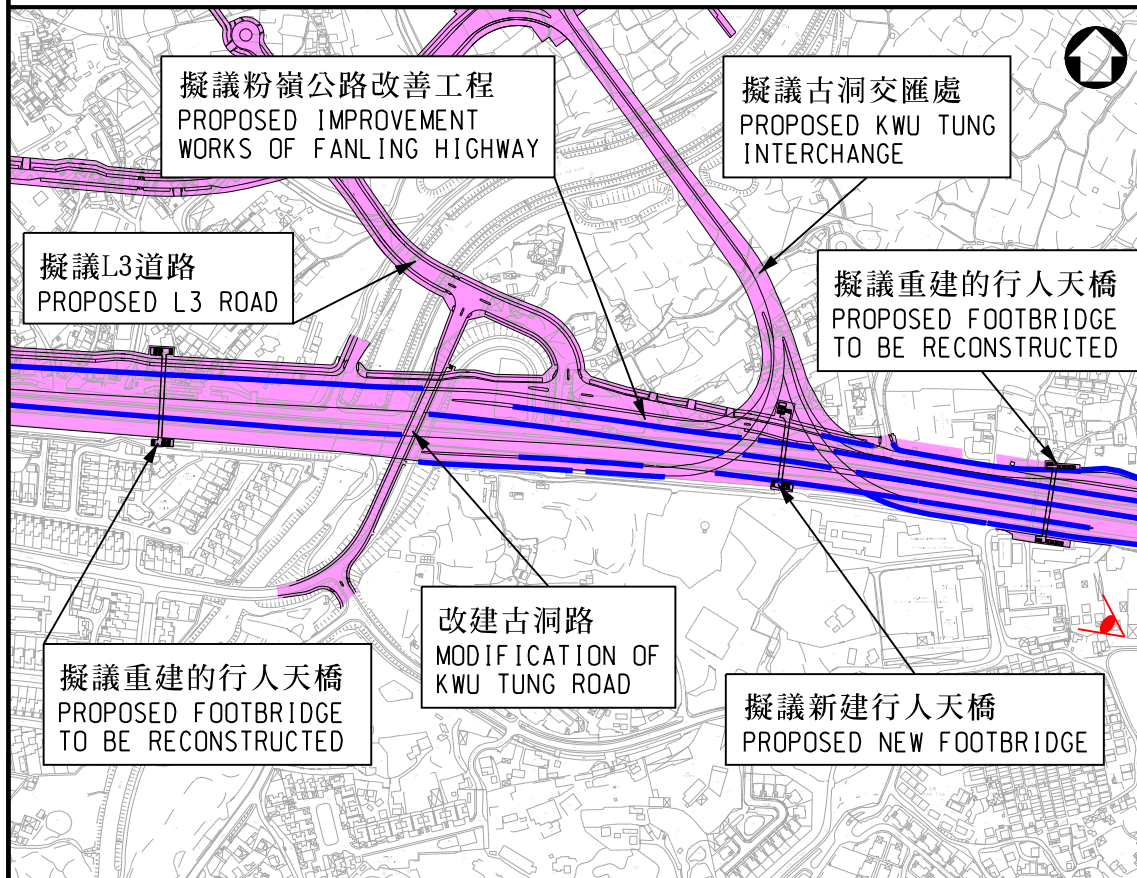 擬議粉嶺公路改善工程
PROPOSED IMPROVEMENT
WORKS OF FANLING HIGHWAY
擬議古洞交匯處
PROPOSED KWU TUNG
INTERCHANGE
擬議L3道路
PROPOSED L3 ROAD
擬議重建的行人天橋
PROPOSED FOOTBRIDGE
TO BE RECONSTRUCTED
擬議重建的行人天橋
PROPOSED FOOTBRIDGE
TO BE RECONSTRUCTED
改建古洞路
MODIFICATION OF
KWU TUNG ROAD
擬議新建行人天橋
PROPOSED NEW FOOTBRIDGE